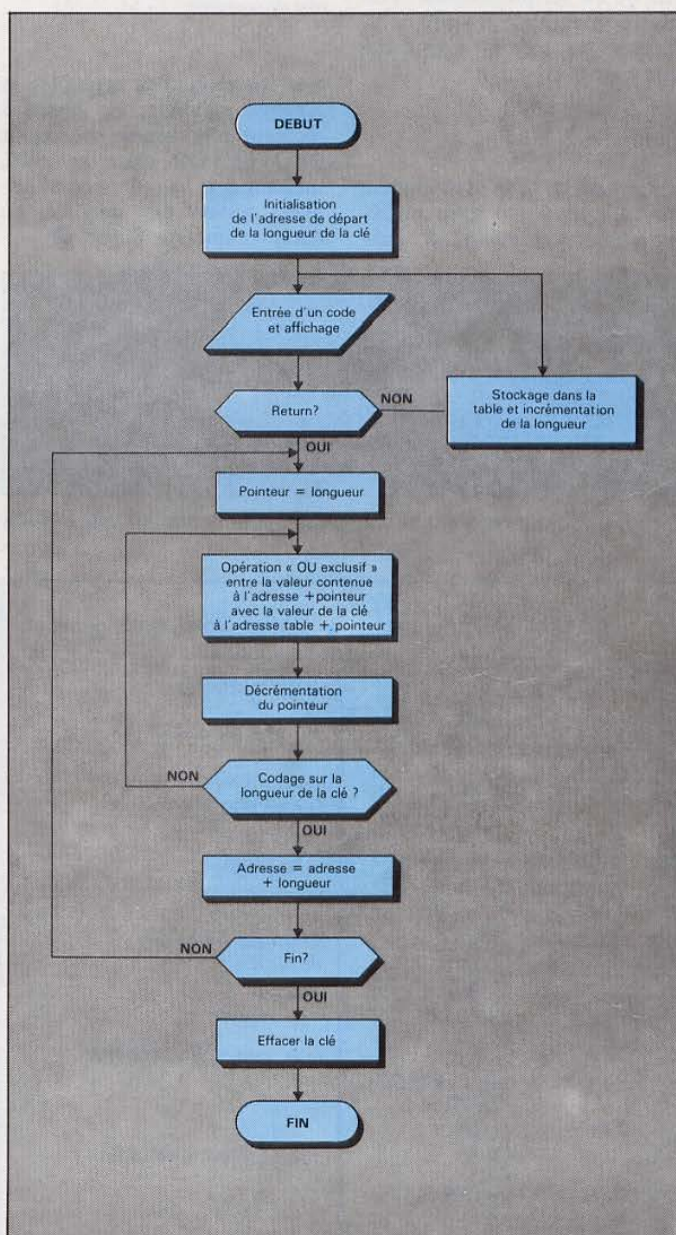 DEBUT
Initialisation
de l'adresse de départ
de la longueur de la clé
Entrée d'un code
et affichage
Return?
NON
Stockage dans la
table et incrémentation
de la longueur
OUI
Pointeur = longueur
Opération « OU exclusif »
entre la valeur contenue
à l'adresse + pointeur
avec la valeur de la clé
à l'adresse table + pointeur
Décrémentation
du pointeur
NON
Codage sur la
longueur de la clé ?
OUI
Adresse = adresse
+ longueur
NON
Fin?
OUI
Effacer la clé
FIN